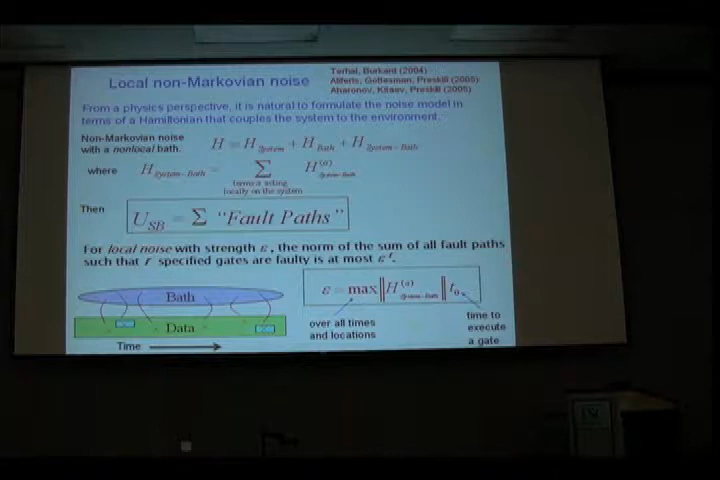 Local non-Markovian noise
Terhal, Burkard (2004)
Aliferis, Gottesman, Preskill (2005)
Aharonov, Kitaev, Preskill (2005)
From a physics perspective, it is natural to formulate the noise model in
terms of a Hamiltonian that couples the system to the environment.
Non-Markovian noise
with a nonlocal bath.
H = H_System + H_Bath + H_System-Bath
where
H_System-Bath = ∑ H^(a)_System-Bath
terms a acting
locally on the system
Then
U_SB = ∑ "Fault Paths"
For local noise with strength ε, the norm of the sum of all fault paths
such that r specified gates are faulty is at most ε^r.
Bath
Data
Time
ε = max ‖H^(a)_System-Bath‖ t_0
over all times
and locations
time to
execute
a gate